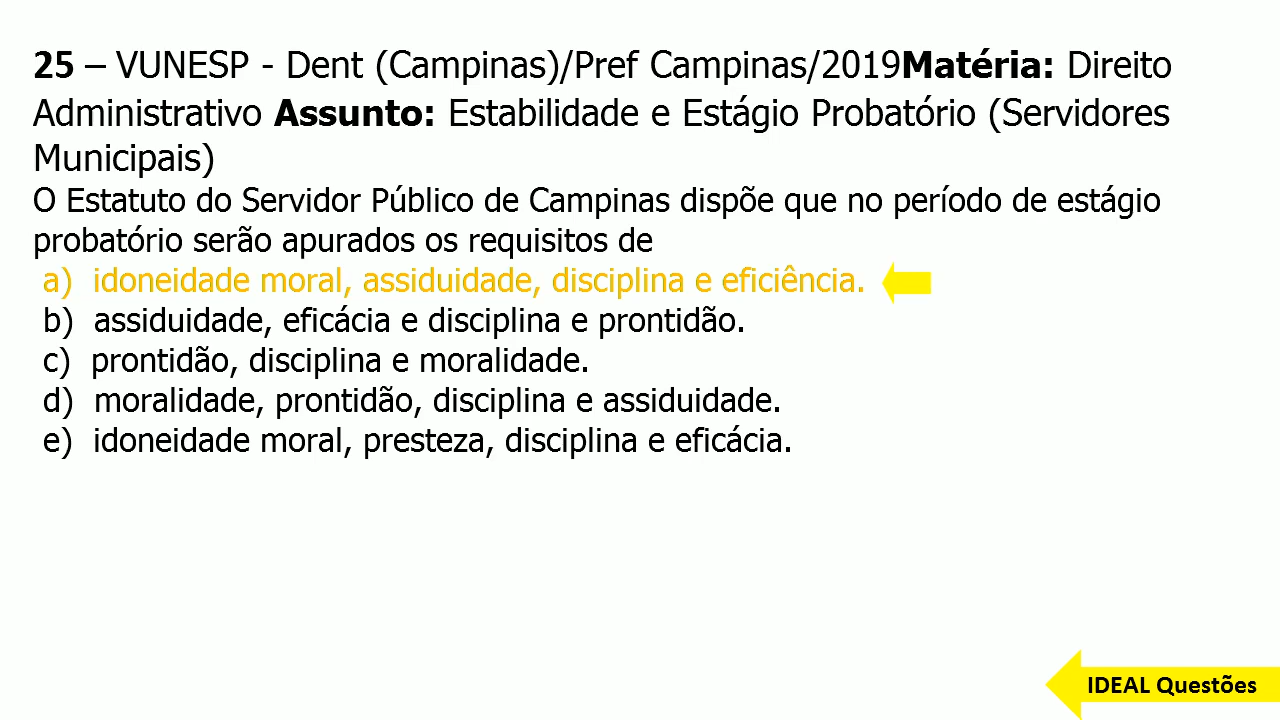 25 – VUNESP - Dent (Campinas)/Pref Campinas/2019Matéria: Direito
Administrativo Assunto: Estabilidade e Estágio Probatório (Servidores
Municipais)
O Estatuto do Servidor Público de Campinas dispõe que no período de estágio
probatório serão apurados os requisitos de
a) idoneidade moral, assiduidade, disciplina e eficiência.
b) assiduidade, eficácia e disciplina e prontidão.
c) prontidão, disciplina e moralidade.
d) moralidade, prontidão, disciplina e assiduidade.
e) idoneidade moral, presteza, disciplina e eficácia.
IDEAL Questões